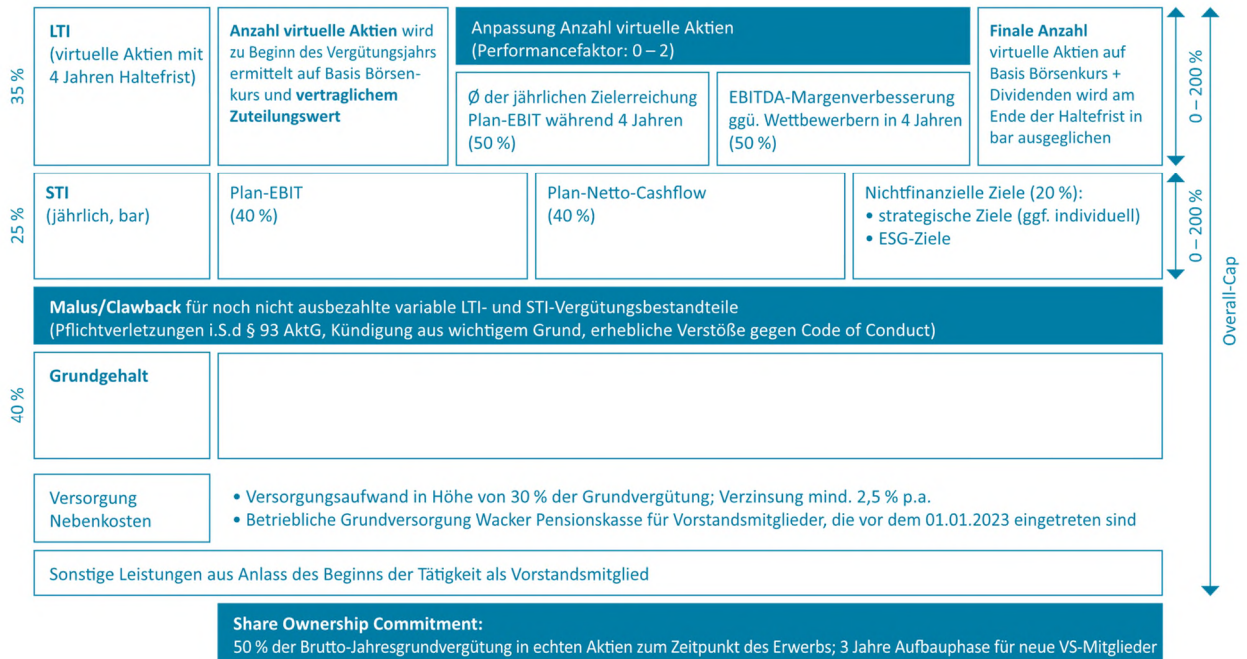 35 %
LTI
(virtuelle Aktien mit
4 Jahren Haltefrist)
Anzahl virtuelle Aktien wird
zu Beginn des Vergütungsjahrs
ermittelt auf Basis Börsen-
kurs und vertraglichem
Zuteilungswert
Anpassung Anzahl virtuelle Aktien
(Performancefaktor: 0 – 2)
Ø der jährlichen Zielerreichung
Plan-EBIT während 4 Jahren
(50 %)
EBITDA-Margenverbesserung
ggü. Wettbewerbern in 4 Jahren
(50 %)
Finale Anzahl
virtuelle Aktien auf
Basis Börsenkurs +
Dividenden wird am
Ende der Haltefrist in
bar ausgeglichen
0 – 200 %
25 %
STI
(jährlich, bar)
Plan-EBIT
(40 %)
Plan-Netto-Cashflow
(40 %)
Nichtfinanzielle Ziele (20 %):
• strategische Ziele (ggf. individuell)
• ESG-Ziele
0 – 200 %
Overall-Cap
Malus/Clawback für noch nicht ausbezahlte variable LTI- und STI-Vergütungsbestandteile
(Pflichtverletzungen i.S.d § 93 AktG, Kündigung aus wichtigem Grund, erhebliche Verstöße gegen Code of Conduct)
40 %
Grundgehalt
Versorgung
Nebenkosten
• Versorgungsaufwand in Höhe von 30 % der Grundvergütung; Verzinsung mind. 2,5 % p.a.
• Betriebliche Grundversorgung Wacker Pensionskasse für Vorstandsmitglieder, die vor dem 01.01.2023 eingetreten sind
Sonstige Leistungen aus Anlass des Beginns der Tätigkeit als Vorstandsmitglied
Share Ownership Commitment:
50 % der Brutto-Jahresgrundvergütung in echten Aktien zum Zeitpunkt des Erwerbs; 3 Jahre Aufbauphase für neue VS-Mitglieder